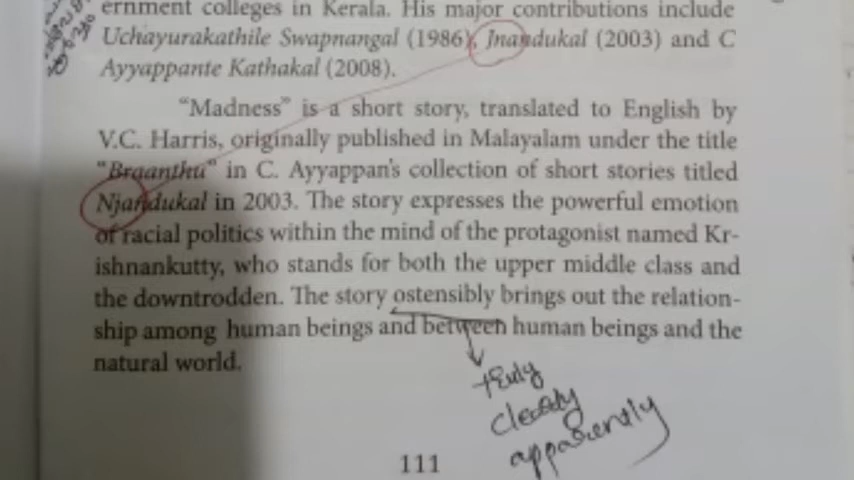 ernment colleges in Kerala. His major contributions include
Uchayurakathile Swapnangal (1986), Jnandukal (2003) and C
Ayyappante Kathakal (2008).
"Madness" is a short story, translated to English by
V.C. Harris, originally published in Malayalam under the title
"Braanthu" in C. Ayyappan's collection of short stories titled
Njandukal in 2003. The story expresses the powerful emotion
of racial politics within the mind of the protagonist named Kr-
ishnankutty, who stands for both the upper middle class and
the downtrodden. The story ostensibly brings out the relation-
ship among human beings and between human beings and the
natural world.
truly
clearly
apparently
111